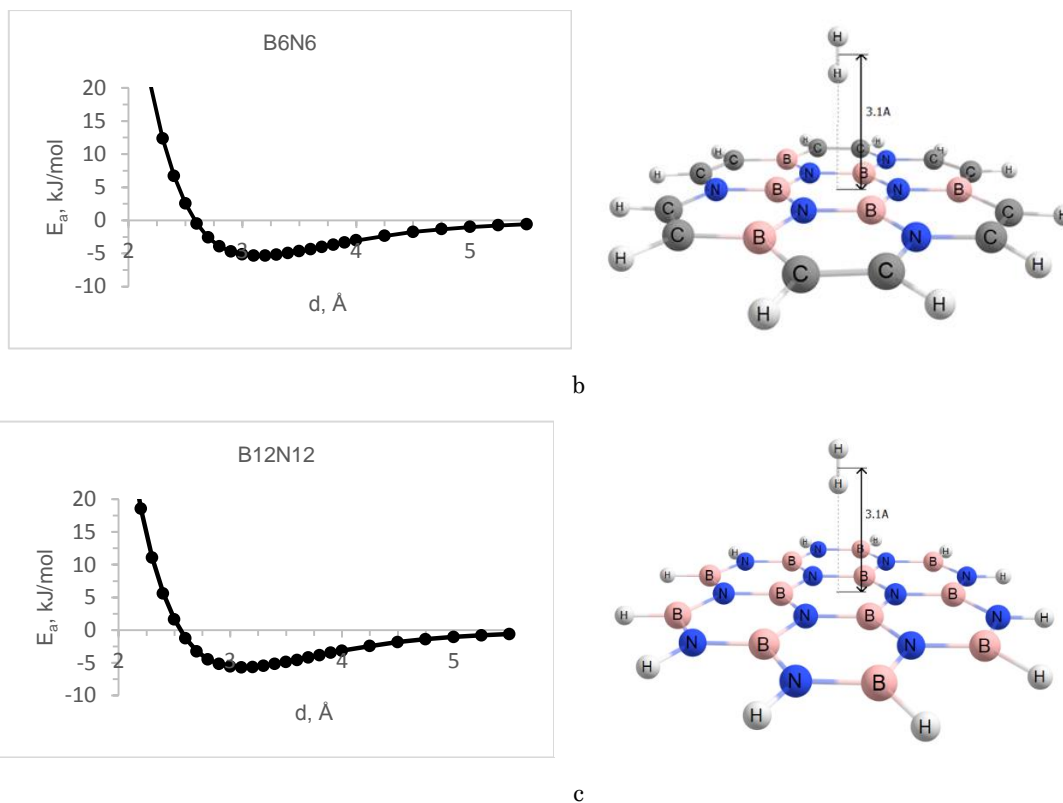 B6N6
20
15
10
5
0
-5
-10
2 3 4 5
Eₐ, kJ/mol
d, Å
3.1A
H
H
H C B C C H N C H
H C N B N B N B C H
H C N B C H
H C B N C H
C C
H H
b
B12N12
20
15
10
5
0
-5
-10
2 3 4 5
Eₐ, kJ/mol
d, Å
3.1A
H
H
H N H N B H B H
H B N B N B N B N H
H B N B N B N H
H N B N B H
N B
H H
c